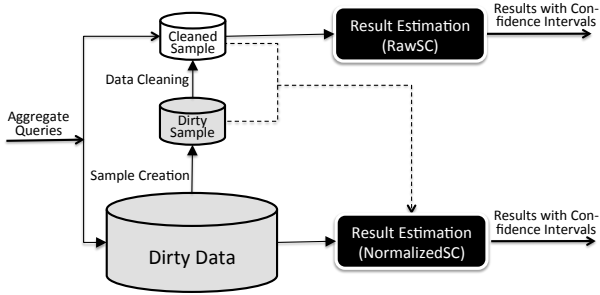 Cleaned
Sample
Result Estimation
(RawSC)
Results with Con-
fidence Intervals
Data Cleaning
Aggregate
Queries
Dirty
Sample
Sample Creation
Dirty Data
Result Estimation
(NormalizedSC)
Results with Con-
fidence Intervals